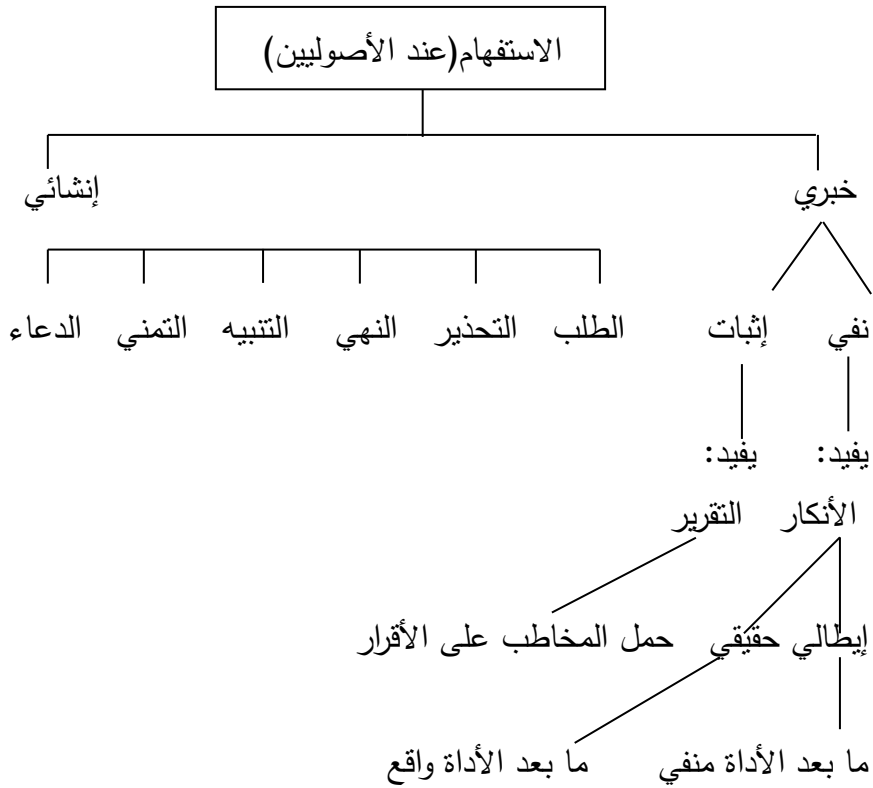 الاستفهام(عند الأصوليين)
خبري إنشائي
نفي إثبات الطلب التحذير النهي التنبيه التمني الدعاء
يفيد: يفيد:
الأنكار التقرير
إيطالي حقيقي حمل المخاطب على الأقرار
ما بعد الأداة منفي ما بعد الأداة واقع